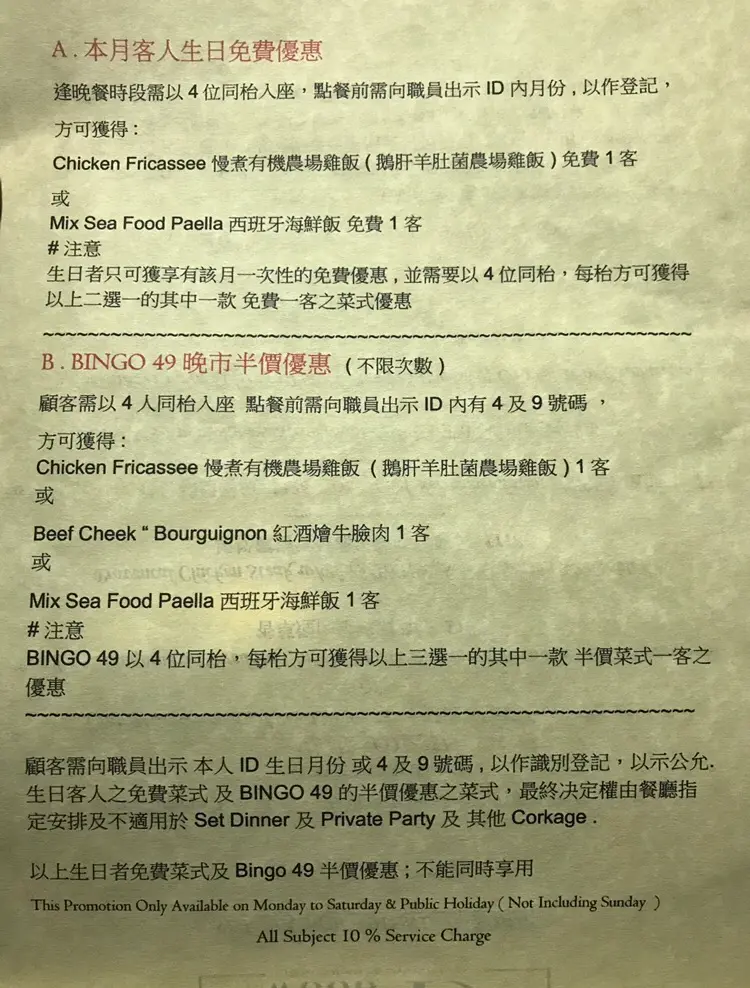 A . 本月客人生日免費優惠
逢晚餐時段需以 4 位同枱入座，點餐前需向職員出示 ID 內月份 , 以作登記，
方可獲得 :
Chicken Fricassee 慢煮有機農場雞飯 ( 鵝肝羊肚菌農場雞飯 ) 免費 1 客
或
Mix Sea Food Paella 西班牙海鮮飯 免費 1 客
# 注意
生日者只可獲享有該月一次性的免費優惠 , 並需要以 4 位同枱，每枱方可獲得
以上二選一的其中一款 免費一客之菜式優惠
~~~~~~~~~~~~~~~~~~~~~~~~~~~~~~~~~~~~~~~~~~~~~~~~~~~~~~~~~~~~
B . BINGO 49 晚市半價優惠 ( 不限次數 )
顧客需以 4 人同枱入座 點餐前需向職員出示 ID 內有 4 及 9 號碼 ，
方可獲得 :
Chicken Fricassee 慢煮有機農場雞飯 ( 鵝肝羊肚菌農場雞飯 ) 1 客
或
Beef Cheek “ Bourguignon 紅酒燴牛臉肉 1 客
或
Mix Sea Food Paella 西班牙海鮮飯 1 客
# 注意
BINGO 49 以 4 位同枱，每枱方可獲得以上三選一的其中一款 半價菜式一客之
優惠
~~~~~~~~~~~~~~~~~~~~~~~~~~~~~~~~~~~~~~~~~~~~~~~~~~~~~~~~~~~~
顧客需向職員出示 本人 ID 生日月份 或 4 及 9 號碼 , 以作識別登記，以示公允.
生日客人之免費菜式 及 BINGO 49 的半價優惠之菜式，最終決定權由餐廳指
定安排及不適用於 Set Dinner 及 Private Party 及 其他 Corkage .
以上生日者免費菜式及 Bingo 49 半價優惠 ; 不能同時享用
This Promotion Only Available on Monday to Saturday & Public Holiday ( Not Including Sunday )
All Subject 10 % Service Charge